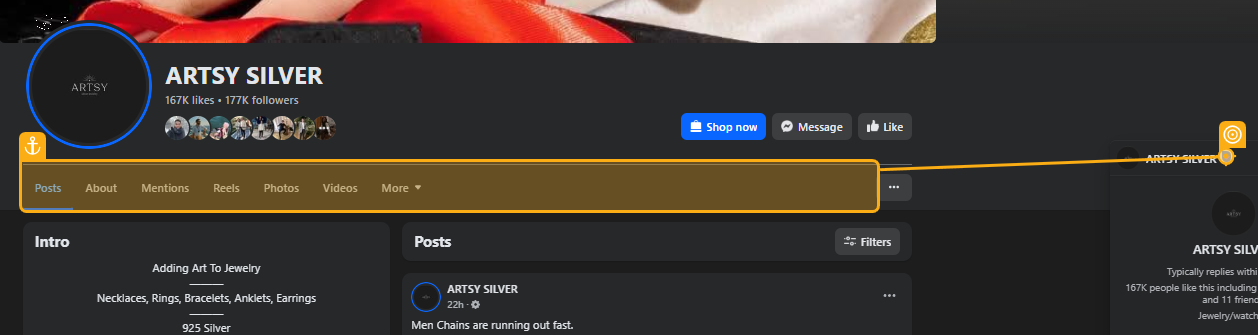 ARTSY
ARTSY SILVER
167K likes • 177K followers
Shop now
Message
Like
Posts
About
Mentions
Reels
Photos
Videos
More
Intro
Adding Art To Jewelry
Necklaces, Rings, Bracelets, Anklets, Earrings
925 Silver
Posts
Filters
ARTSY SILVER
22h ·
Men Chains are running out fast.
ARTSY SILVER
ARTSY SILV
Typically replies withi
167K people like this including
and 11 friend
Jewelry/watch